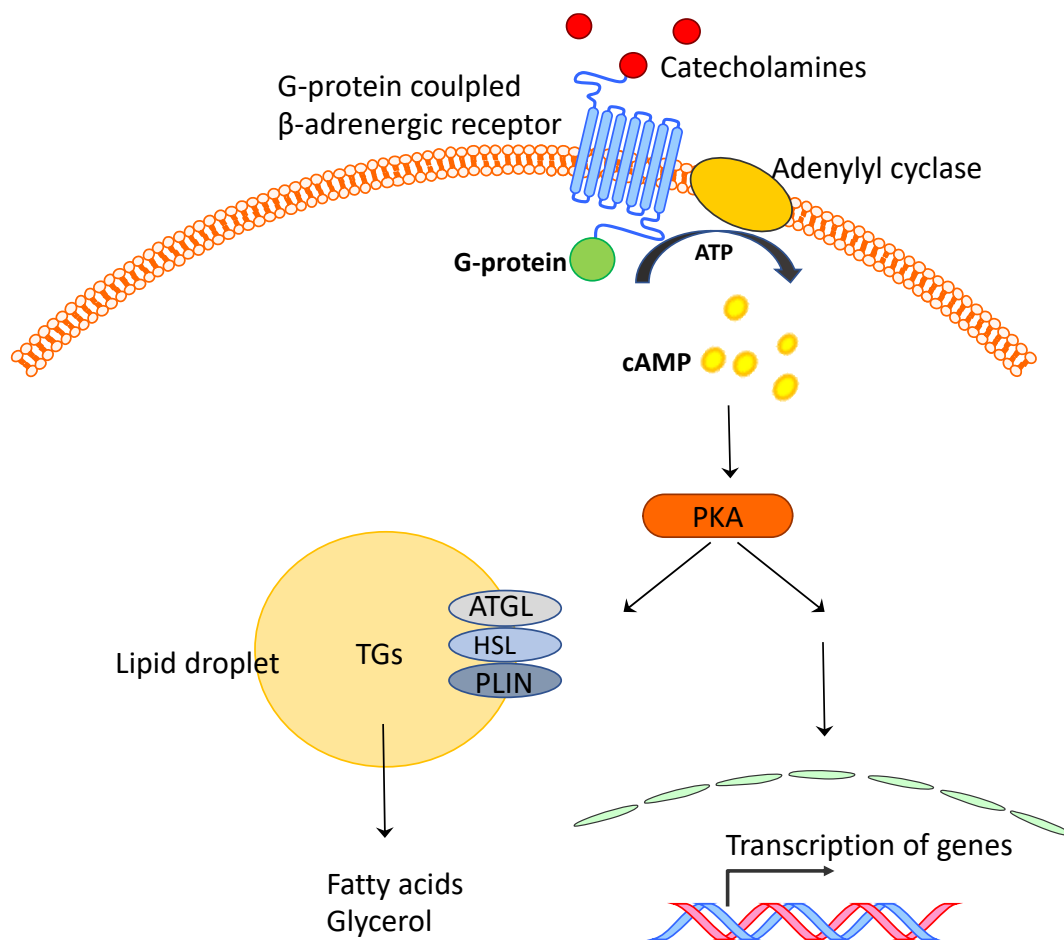 Catecholamines
G-protein coulpled
β-adrenergic receptor
Adenylyl cyclase
G-protein
ATP
cAMP
PKA
ATGL
HSL
PLIN
TGs
Lipid droplet
Transcription of genes
Fatty acids
Glycerol